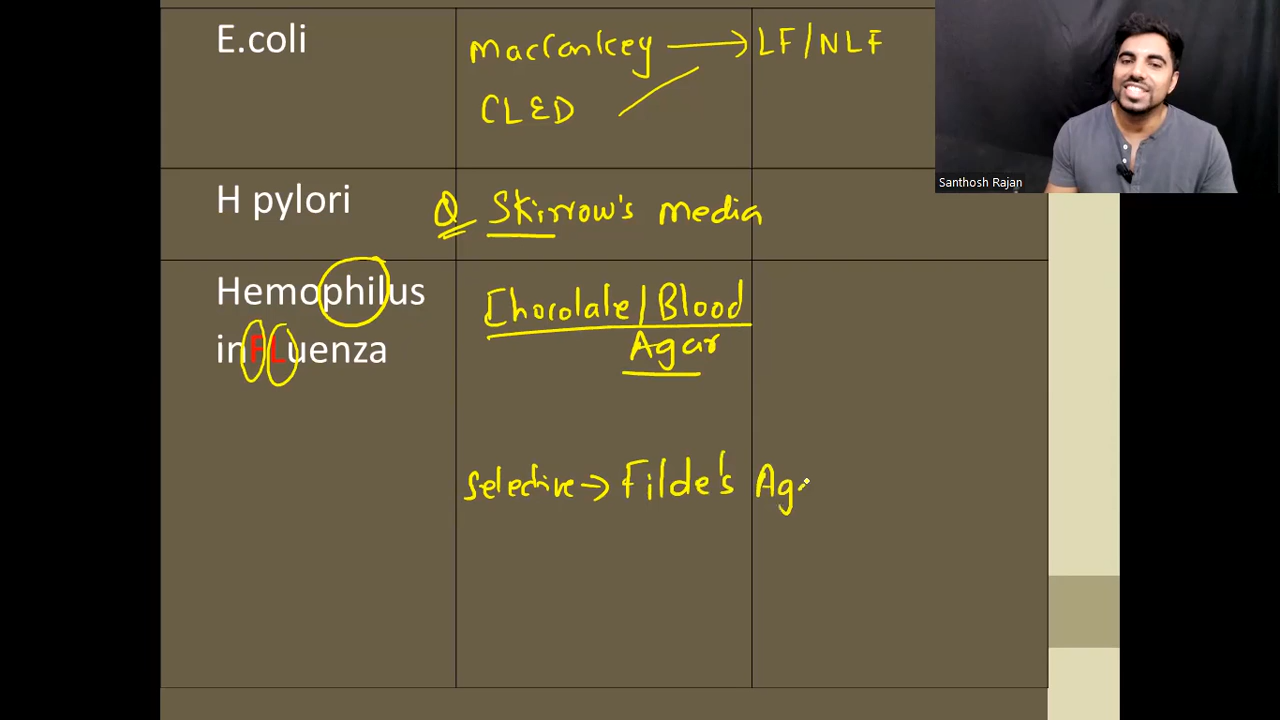 E.coli
macConkey → LF/NLF
CLED
Santhosh Rajan
H pylori
Q Skirrow's media
Hemophilus
inFLuenza
Chocolate/Blood
Agar
Selective → Filde's Ag